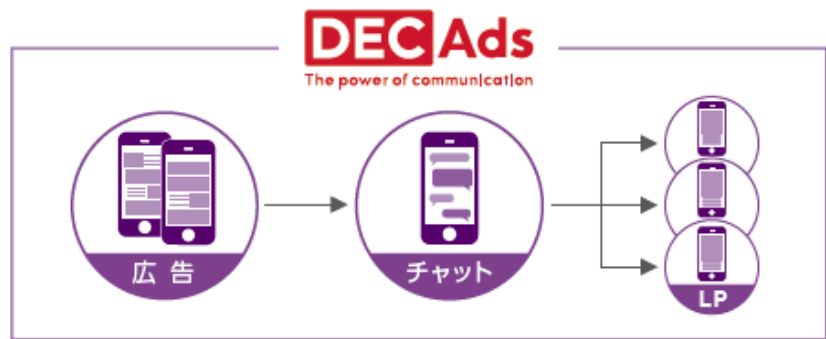 DEC Ads
The power of communication
広告
チャット
LP